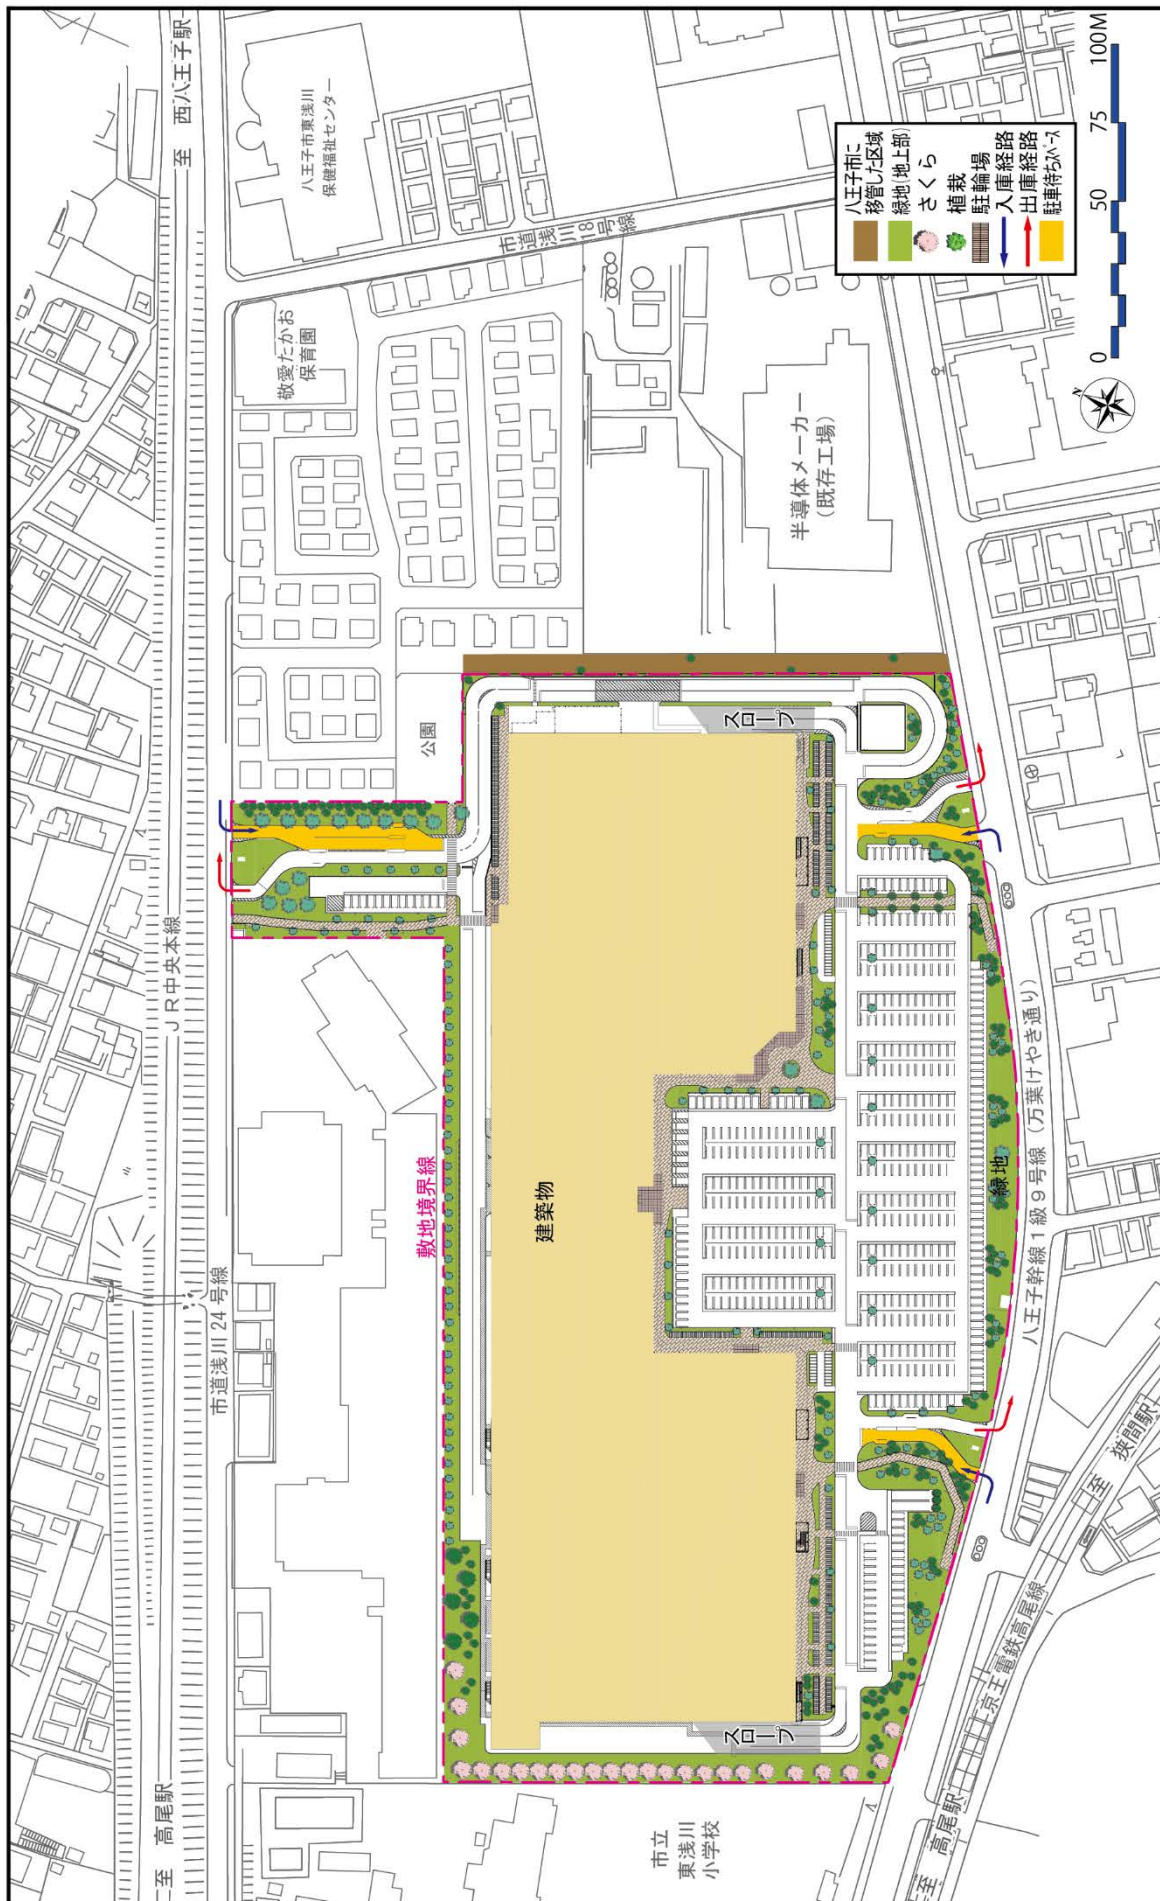 至　西八王子駅
八王子市東浅川
保健福祉センター
市道浅川18号線
敬愛たかお
保育園
半導体メーカー
（既存工場）
公園
八王子市に
移管した区域
緑地(地上部)
さくら
植栽
駐輪場
入庫経路
出庫経路
駐車待ちスペース
0　25　50　75　100M
N
スロープ
ＪＲ中央本線
市道浅川24号線
敷地境界線
建築物
緑地
八王子幹線１級９号線（万葉けやき通り）
至　狭間駅
京王電鉄高尾線
スロープ
至　高尾駅
市立
東浅川
小学校
至　高尾駅